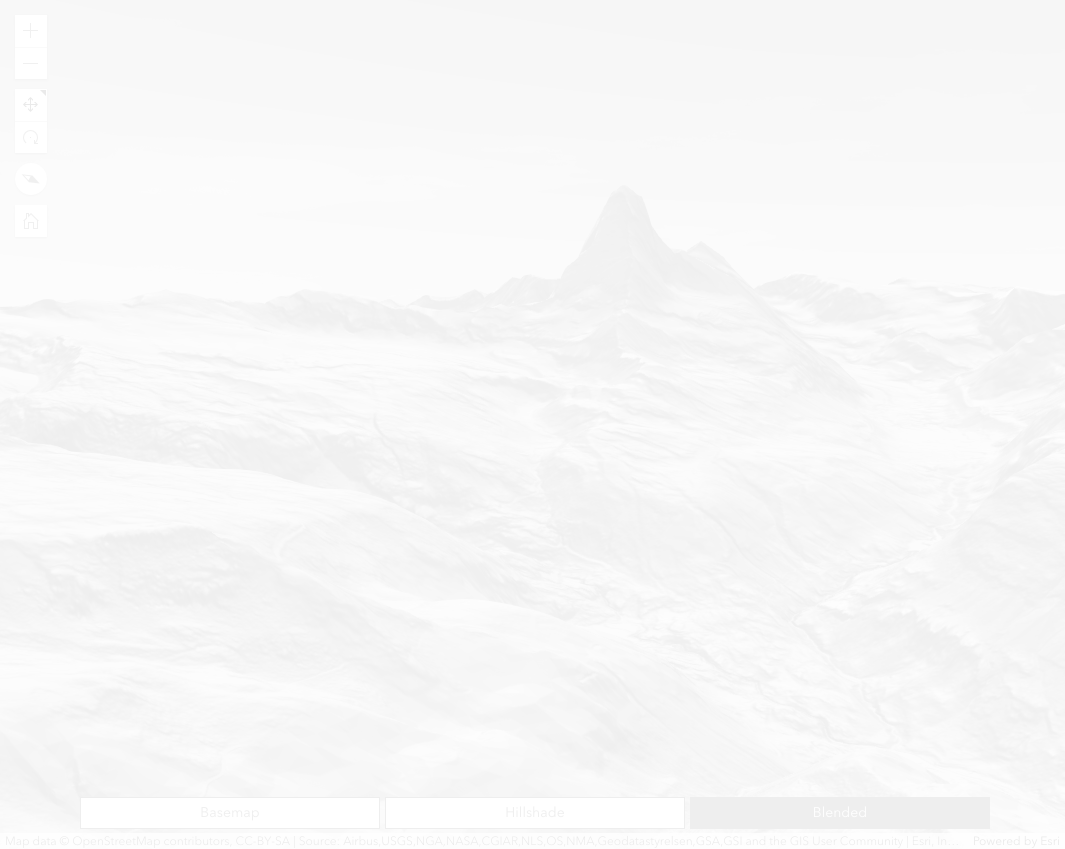 Basemap
Hillshade
Blended
Map data © OpenStreetMap contributors, CC-BY-SA | Source: Airbus,USGS,NGA,NASA,CGIAR,NLS,OS,NMA,Geodatastyrelsen,GSA,GSI and the GIS User Community | Esri, In... Powered by Esri